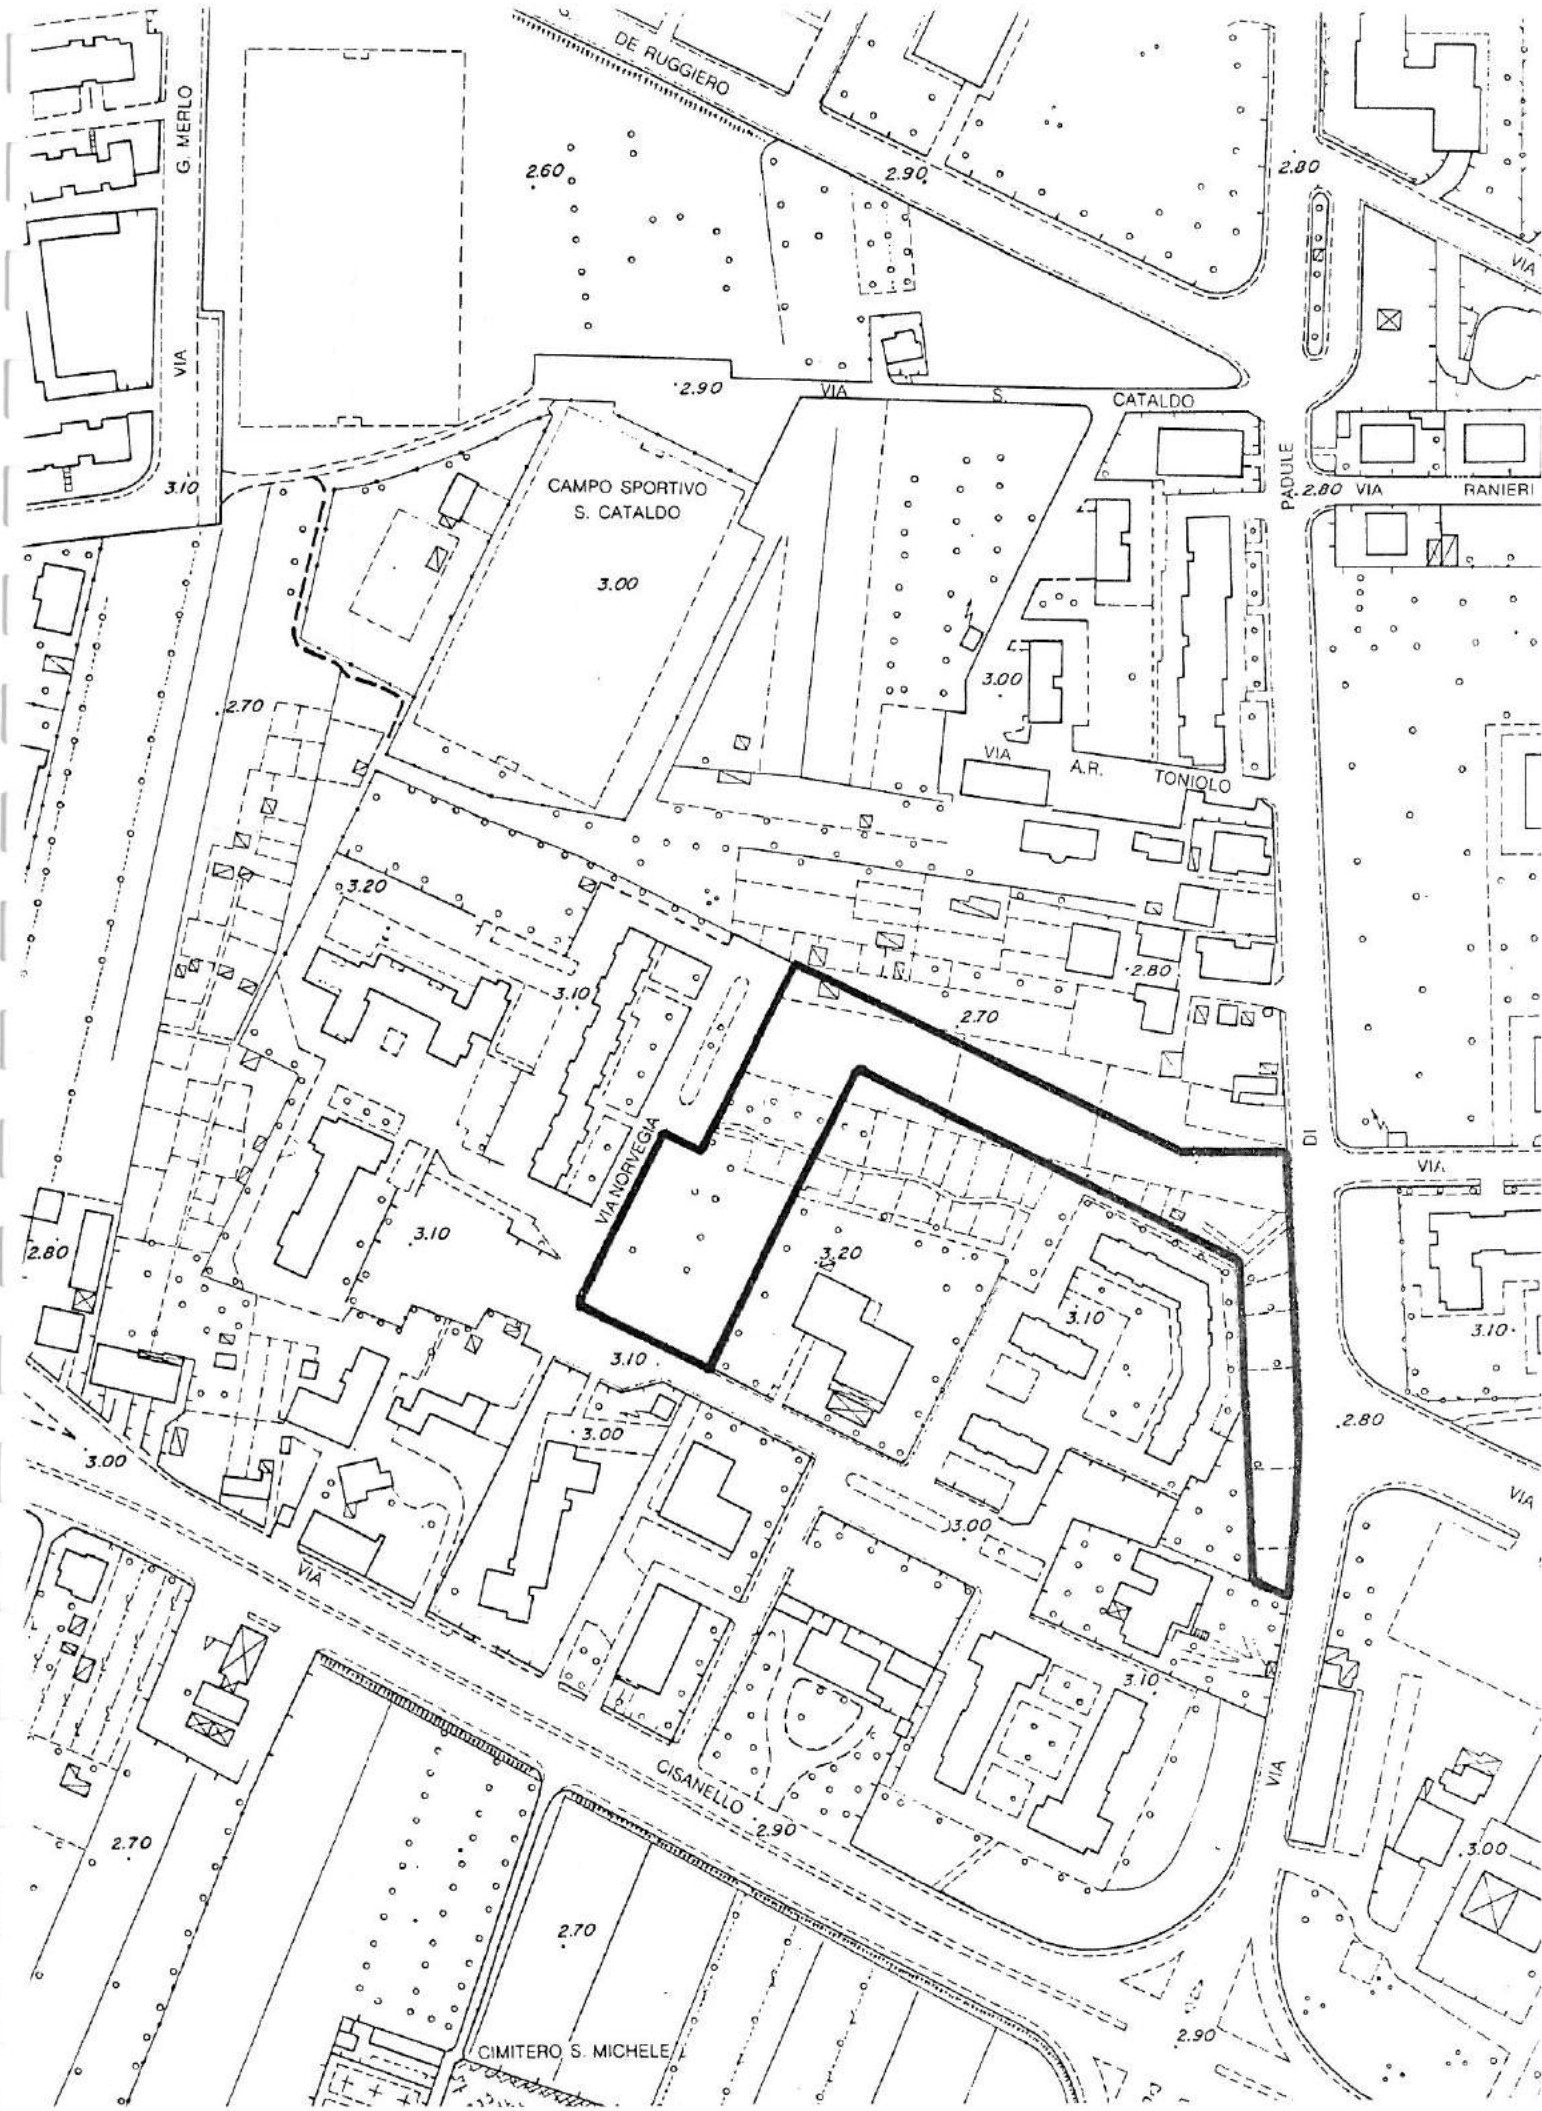 DE RUGGIERO
G. MERLO
2.60
2.90
2.80
VIA
VIA
2.90
VIA S. CATALDO
CAMPO SPORTIVO
S. CATALDO
PADULE
3.10
2.80 VIA RANIERI
3.00
3.00
2.70
VIA A.R. TONIOLO
3.20
2.80
3.10
2.70
VIA NORVEGIA
DI
VIA
3.10
2.80
3.20
3.10
3.10
3.10
2.80
3.00
3.00
VIA
3.00
VIA
3.10
VIA
CISANELLO
2.90
2.70
3.00
2.70
2.90
CIMITERO S. MICHELE